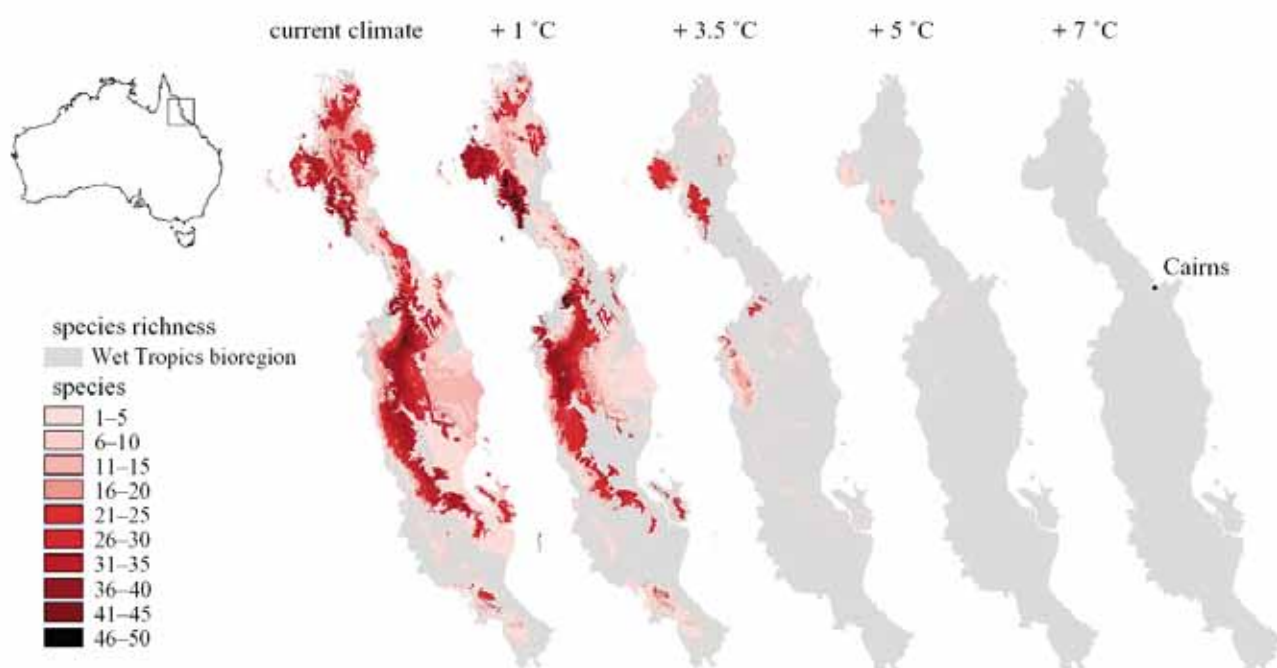 current climate
+ 1 ˚C
+ 3.5 ˚C
+ 5 ˚C
+ 7 ˚C
Cairns
species richness
Wet Tropics bioregion
species
1–5
6–10
11–15
16–20
21–25
26–30
31–35
36–40
41–45
46–50